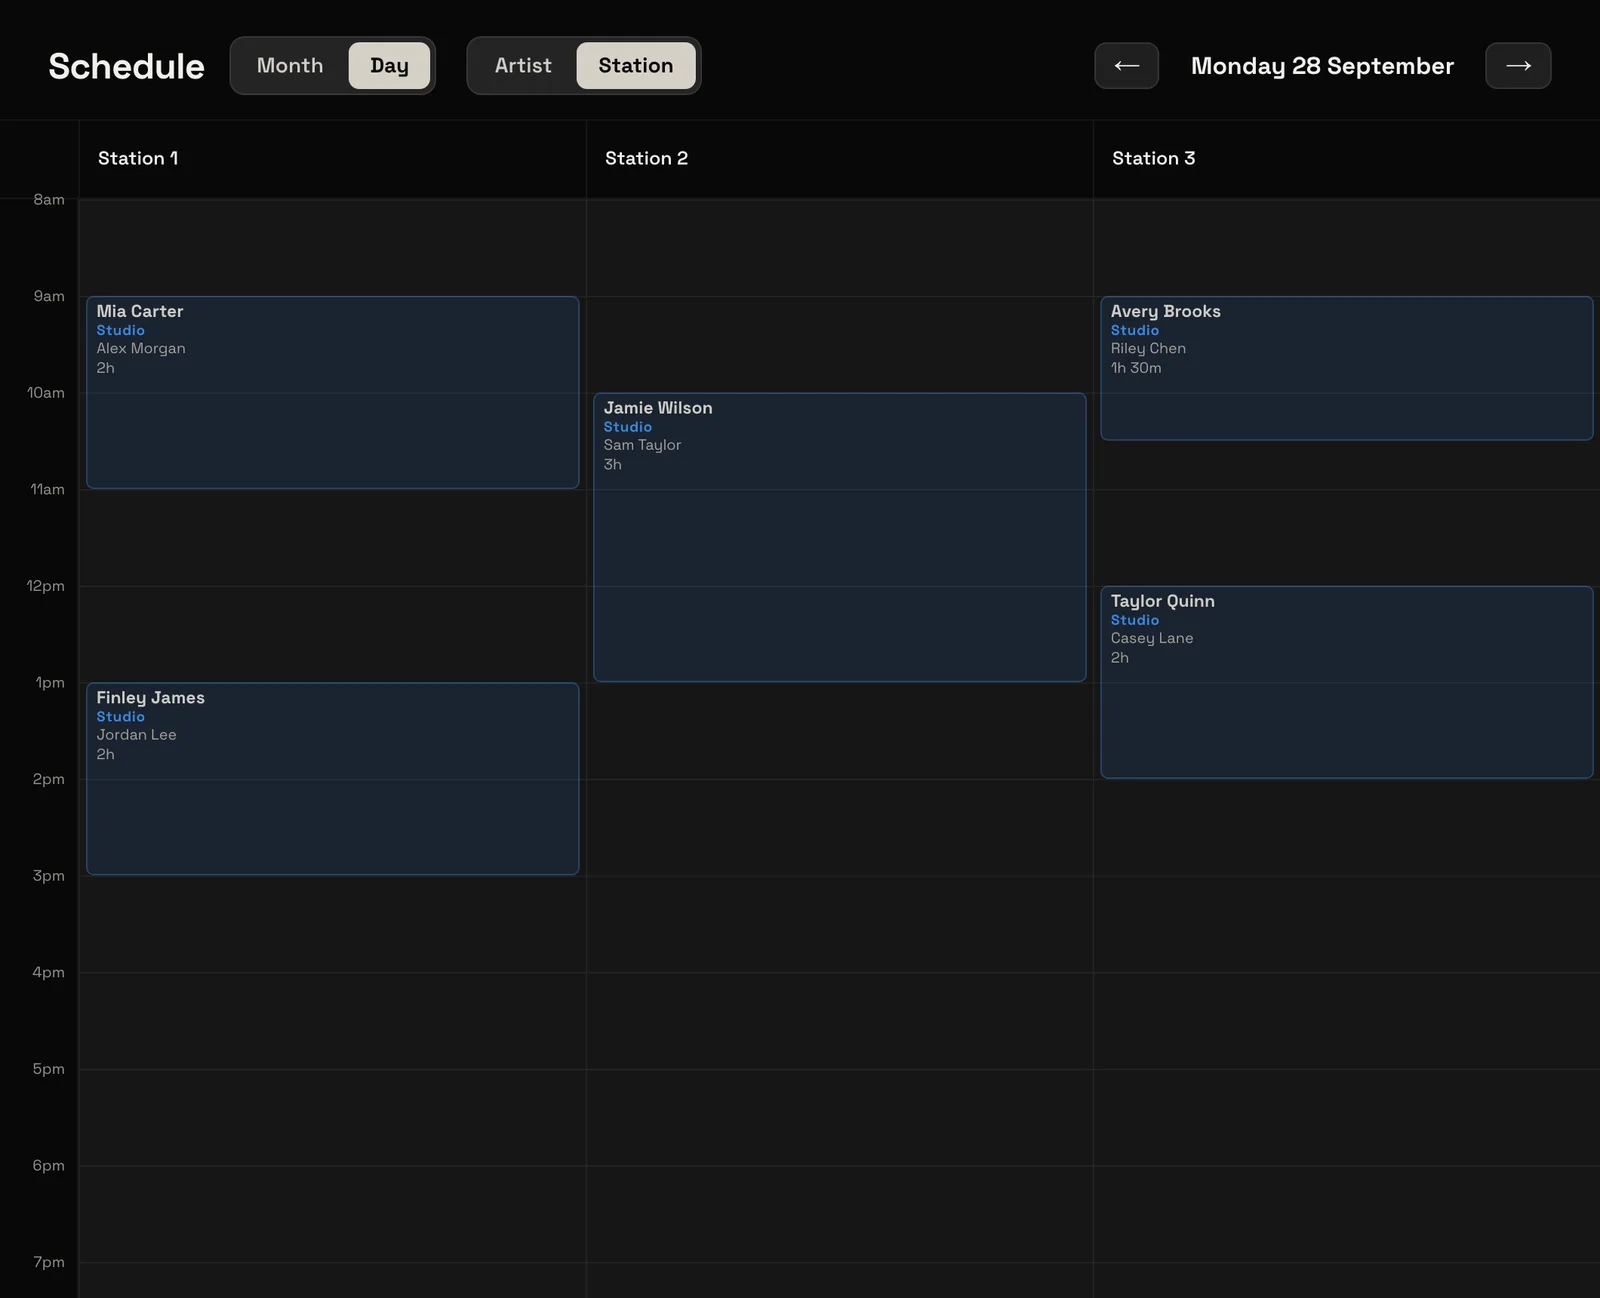 Schedule
Month
Day
Artist
Station
←
Monday 28 September
→
Station 1
Station 2
Station 3
8am
9am
10am
11am
12pm
1pm
2pm
3pm
4pm
5pm
6pm
7pm
Mia Carter
Studio
Alex Morgan
2h
Finley James
Studio
Jordan Lee
2h
Jamie Wilson
Studio
Sam Taylor
3h
Avery Brooks
Studio
Riley Chen
1h 30m
Taylor Quinn
Studio
Casey Lane
2h